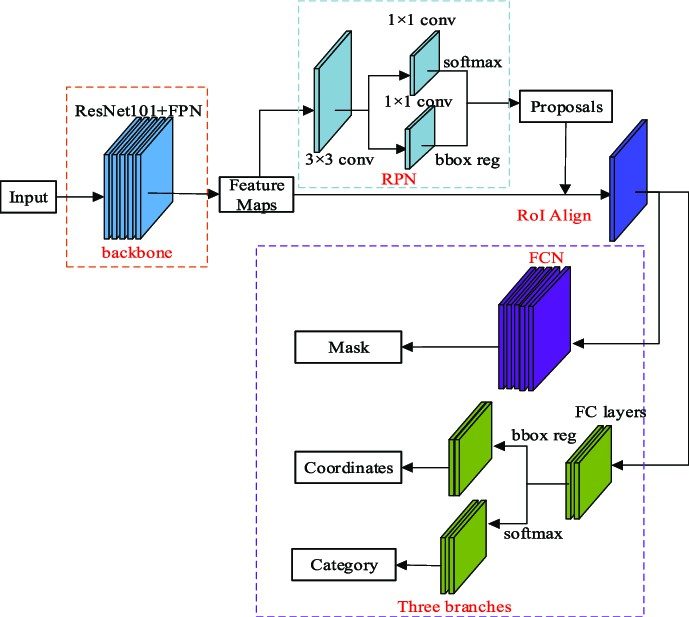 1×1 conv
softmax
1×1 conv
3×3 conv
bbox reg
RPN
Proposals
ResNet101+FPN
Input
backbone
Feature
Maps
RoI Align
FCN
Mask
FC layers
bbox reg
Coordinates
softmax
Category
Three branches